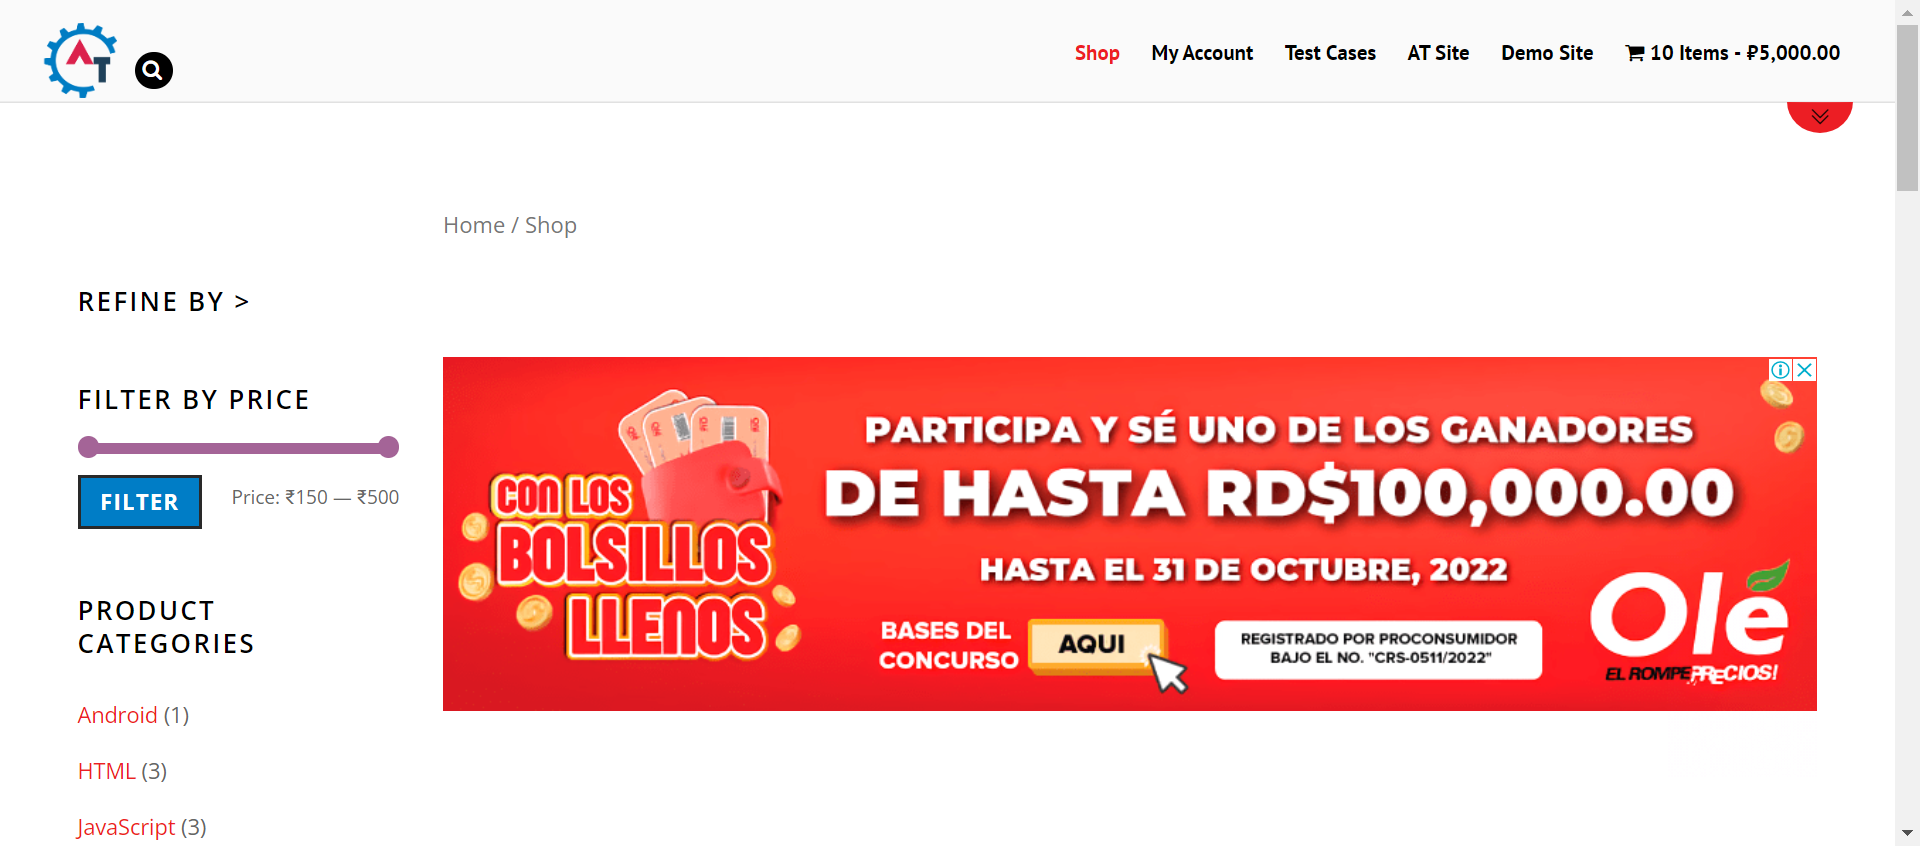 AT
Shop
My Account
Test Cases
AT Site
Demo Site
10 Items - ₽5,000.00
Home / Shop
REFINE BY >
FILTER BY PRICE
FILTER
Price: ₹150 — ₹500
PRODUCT
CATEGORIES
Android (1)
HTML (3)
JavaScript (3)
CON LOS
BOLSILLOS
LLENOS
PARTICIPA Y SÉ UNO DE LOS GANADORES
DE HASTA RD$100,000.00
HASTA EL 31 DE OCTUBRE, 2022
BASES DEL
CONCURSO
AQUI
REGISTRADO POR PROCONSUMIDOR
BAJO EL NO. "CRS-0511/2022"
Olé
EL ROMPEPRECIOS!